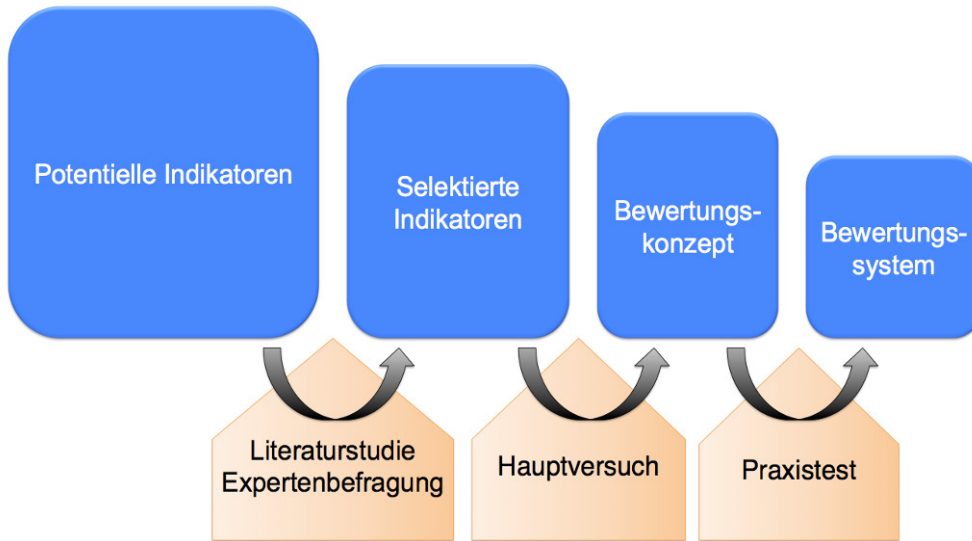 Potentielle Indikatoren
Selektierte
Indikatoren
Bewertungs-
konzept
Bewertungs-
system
Literaturstudie
Expertenbefragung
Hauptversuch
Praxistest